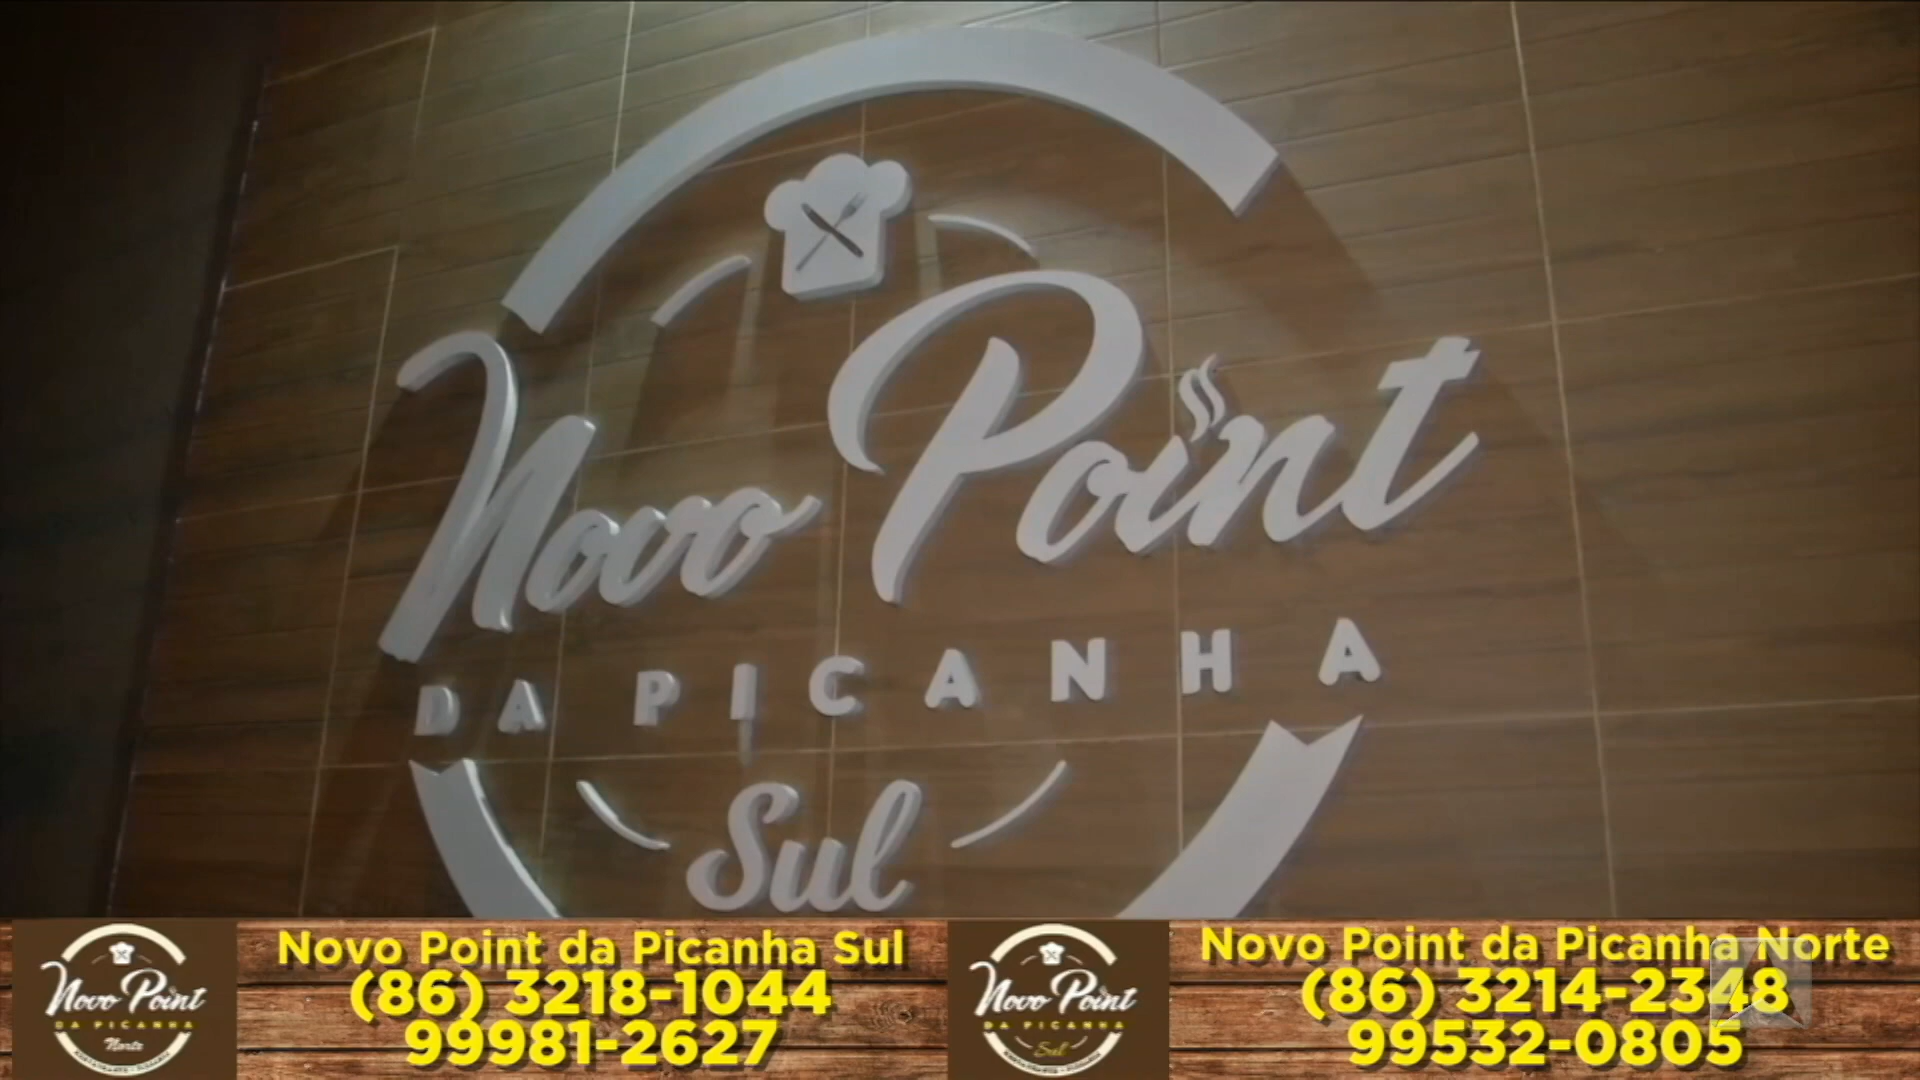 Novo Point
DA PICANHA
Sul
Novo Point
DA PICANHA
Norte
Novo Point da Picanha Sul
(86) 3218-1044
99981-2627
Novo Point
DA PICANHA
Sul
Novo Point da Picanha Norte
(86) 3214-2348
99532-0805